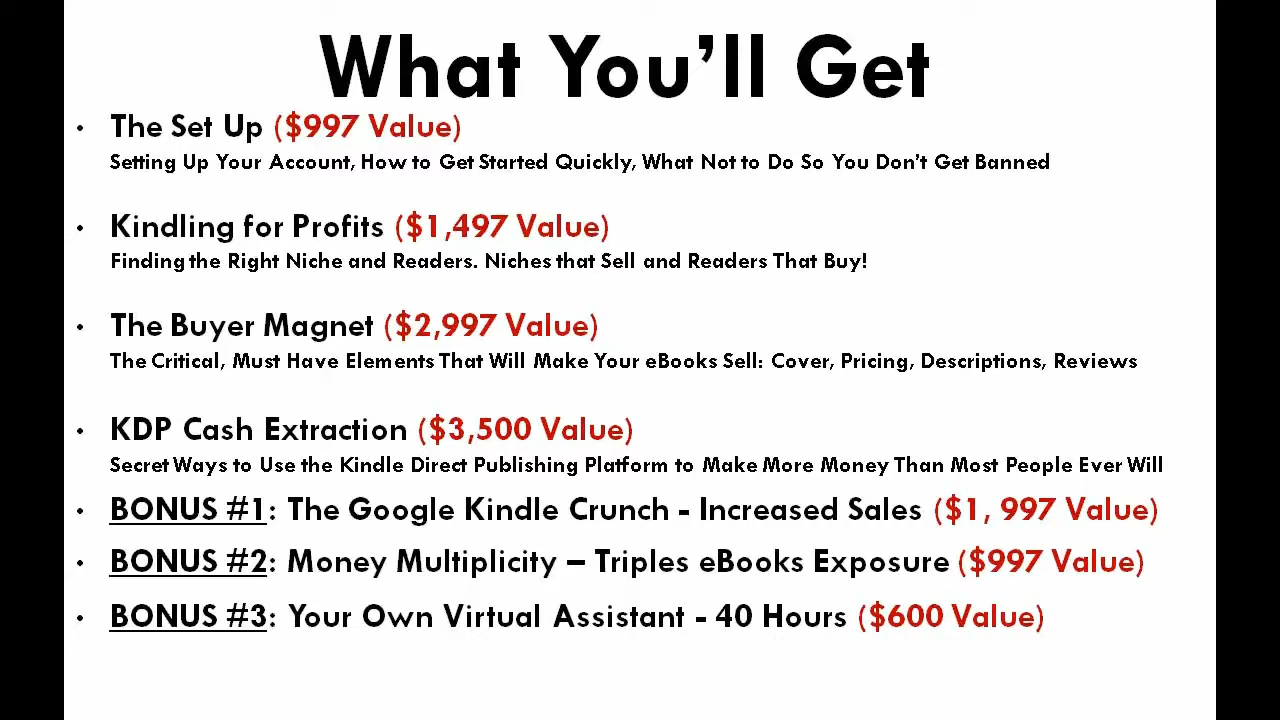 What You’ll Get
• The Set Up ($997 Value)
Setting Up Your Account, How to Get Started Quickly, What Not to Do So You Don't Get Banned
• Kindling for Profits ($1,497 Value)
Finding the Right Niche and Readers. Niches that Sell and Readers That Buy!
• The Buyer Magnet ($2,997 Value)
The Critical, Must Have Elements That Will Make Your eBooks Sell: Cover, Pricing, Descriptions, Reviews
• KDP Cash Extraction ($3,500 Value)
Secret Ways to Use the Kindle Direct Publishing Platform to Make More Money Than Most People Ever Will
• BONUS #1: The Google Kindle Crunch - Increased Sales ($1, 997 Value)
• BONUS #2: Money Multiplicity – Triples eBooks Exposure ($997 Value)
• BONUS #3: Your Own Virtual Assistant - 40 Hours ($600 Value)